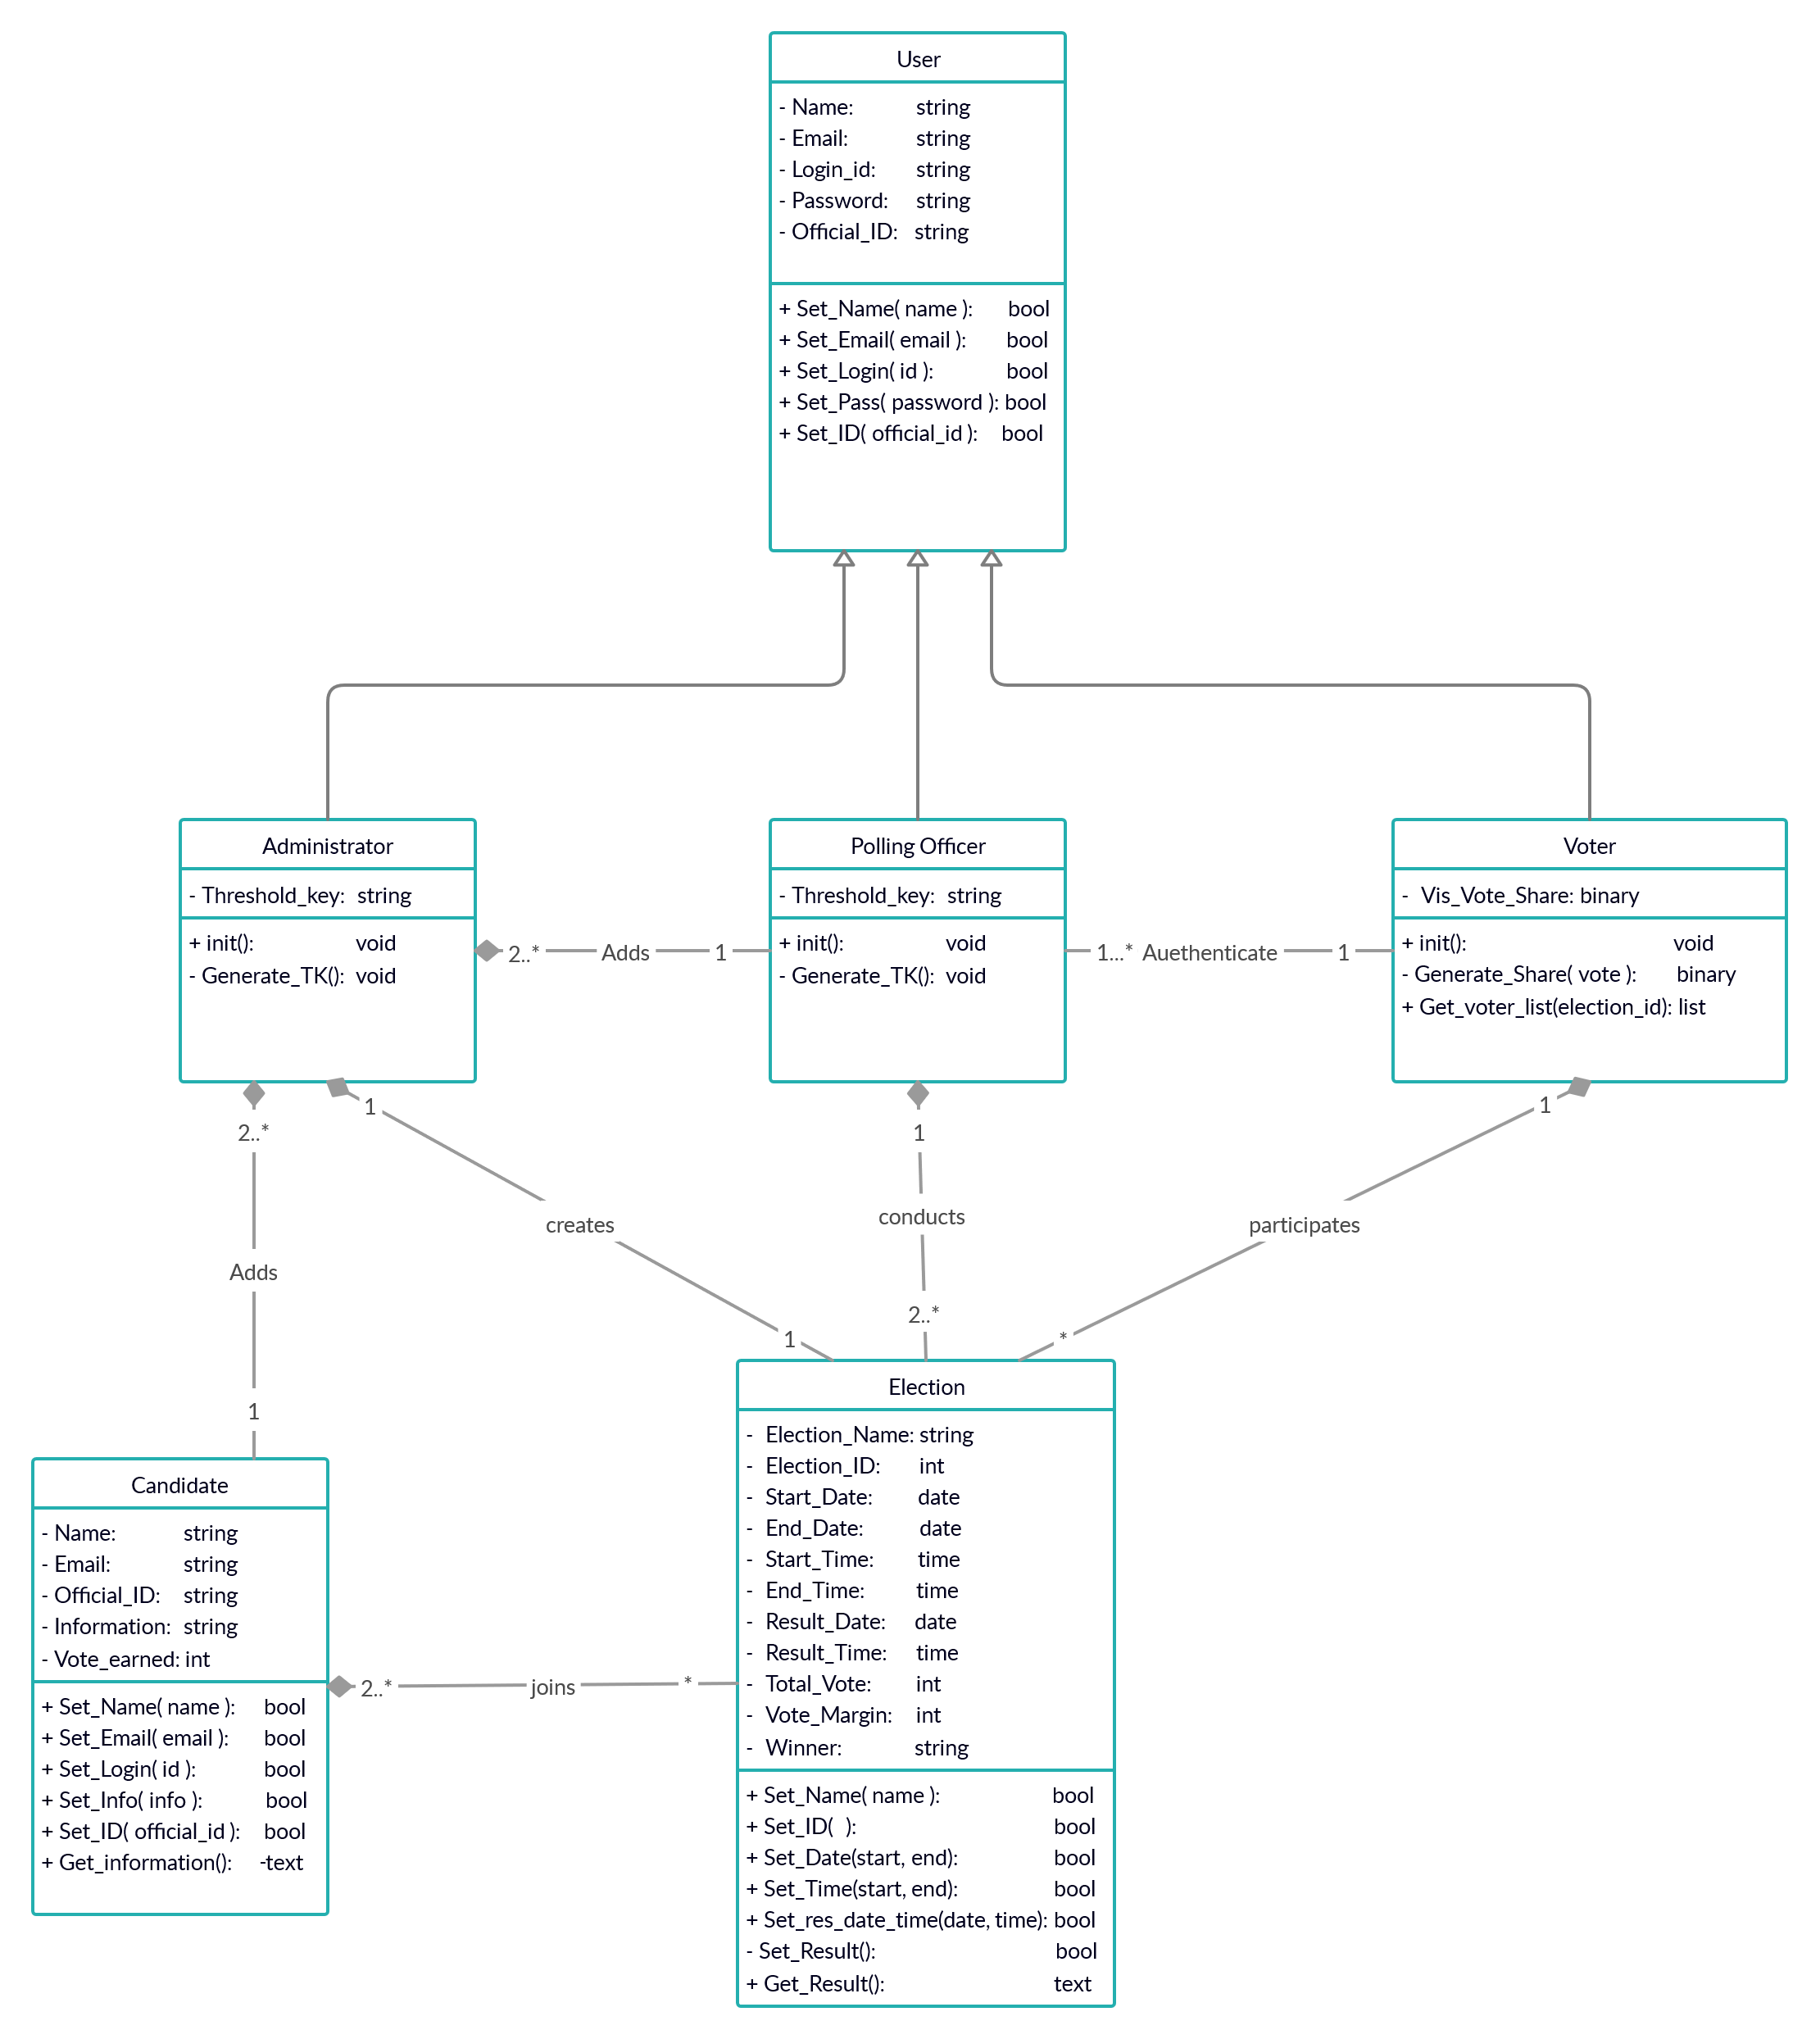 User
- Name: string
- Email: string
- Login_id: string
- Password: string
- Official_ID: string
+ Set_Name( name ): bool
+ Set_Email( email ): bool
+ Set_Login( id ): bool
+ Set_Pass( password ): bool
+ Set_ID( official_id ): bool
Administrator
- Threshold_key: string
+ init(): void
- Generate_TK(): void
2..* Adds 1
Polling Officer
- Threshold_key: string
+ init(): void
- Generate_TK(): void
1...* Auethenticate 1
Voter
- Vis_Vote_Share: binary
+ init(): void
- Generate_Share( vote ): binary
+ Get_voter_list(election_id): list
2..*
Adds
1
1
creates
1
1
conducts
2..*
1
participates
*
Candidate
- Name: string
- Email: string
- Official_ID: string
- Information: string
- Vote_earned: int
+ Set_Name( name ): bool
+ Set_Email( email ): bool
+ Set_Login( id ): bool
+ Set_Info( info ): bool
+ Set_ID( official_id ): bool
+ Get_information(): -text
2..* joins *
Election
- Election_Name: string
- Election_ID: int
- Start_Date: date
- End_Date: date
- Start_Time: time
- End_Time: time
- Result_Date: date
- Result_Time: time
- Total_Vote: int
- Vote_Margin: int
- Winner: string
+ Set_Name( name ): bool
+ Set_ID( ): bool
+ Set_Date(start, end): bool
+ Set_Time(start, end): bool
+ Set_res_date_time(date, time): bool
- Set_Result(): bool
+ Get_Result(): text